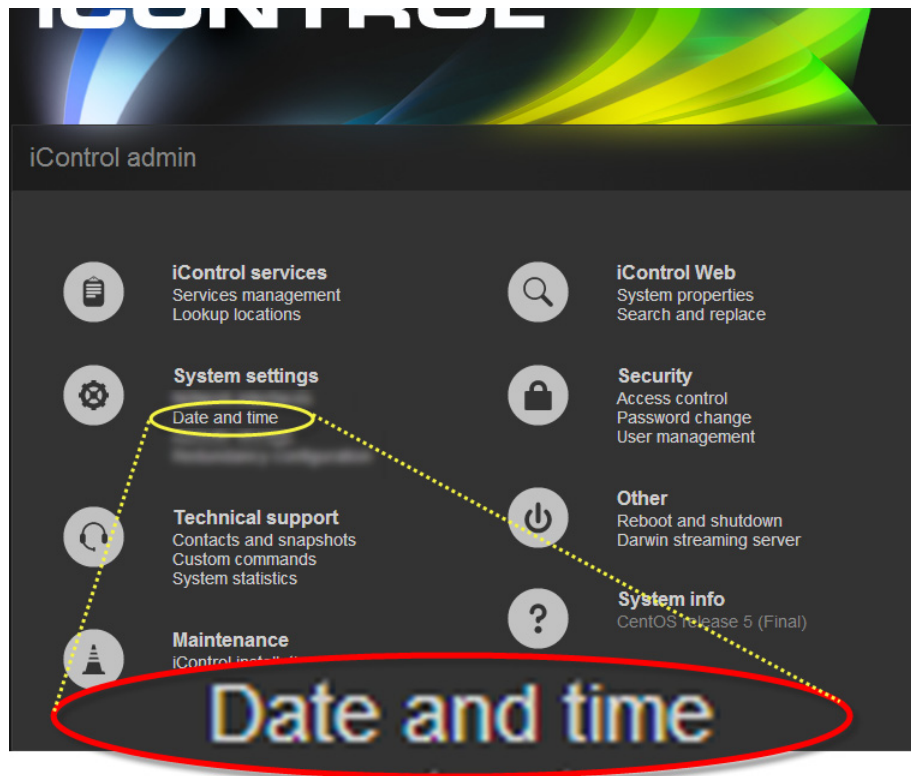 iCONTROL
iControl admin
iControl services
Services management
Lookup locations
System settings
Date and time
Technical support
Contacts and snapshots
Custom commands
System statistics
Maintenance
iControl
iControl Web
System properties
Search and replace
Security
Access control
Password change
User management
Other
Reboot and shutdown
Darwin streaming server
System info
CentOS release 5 (Final)
Date and time